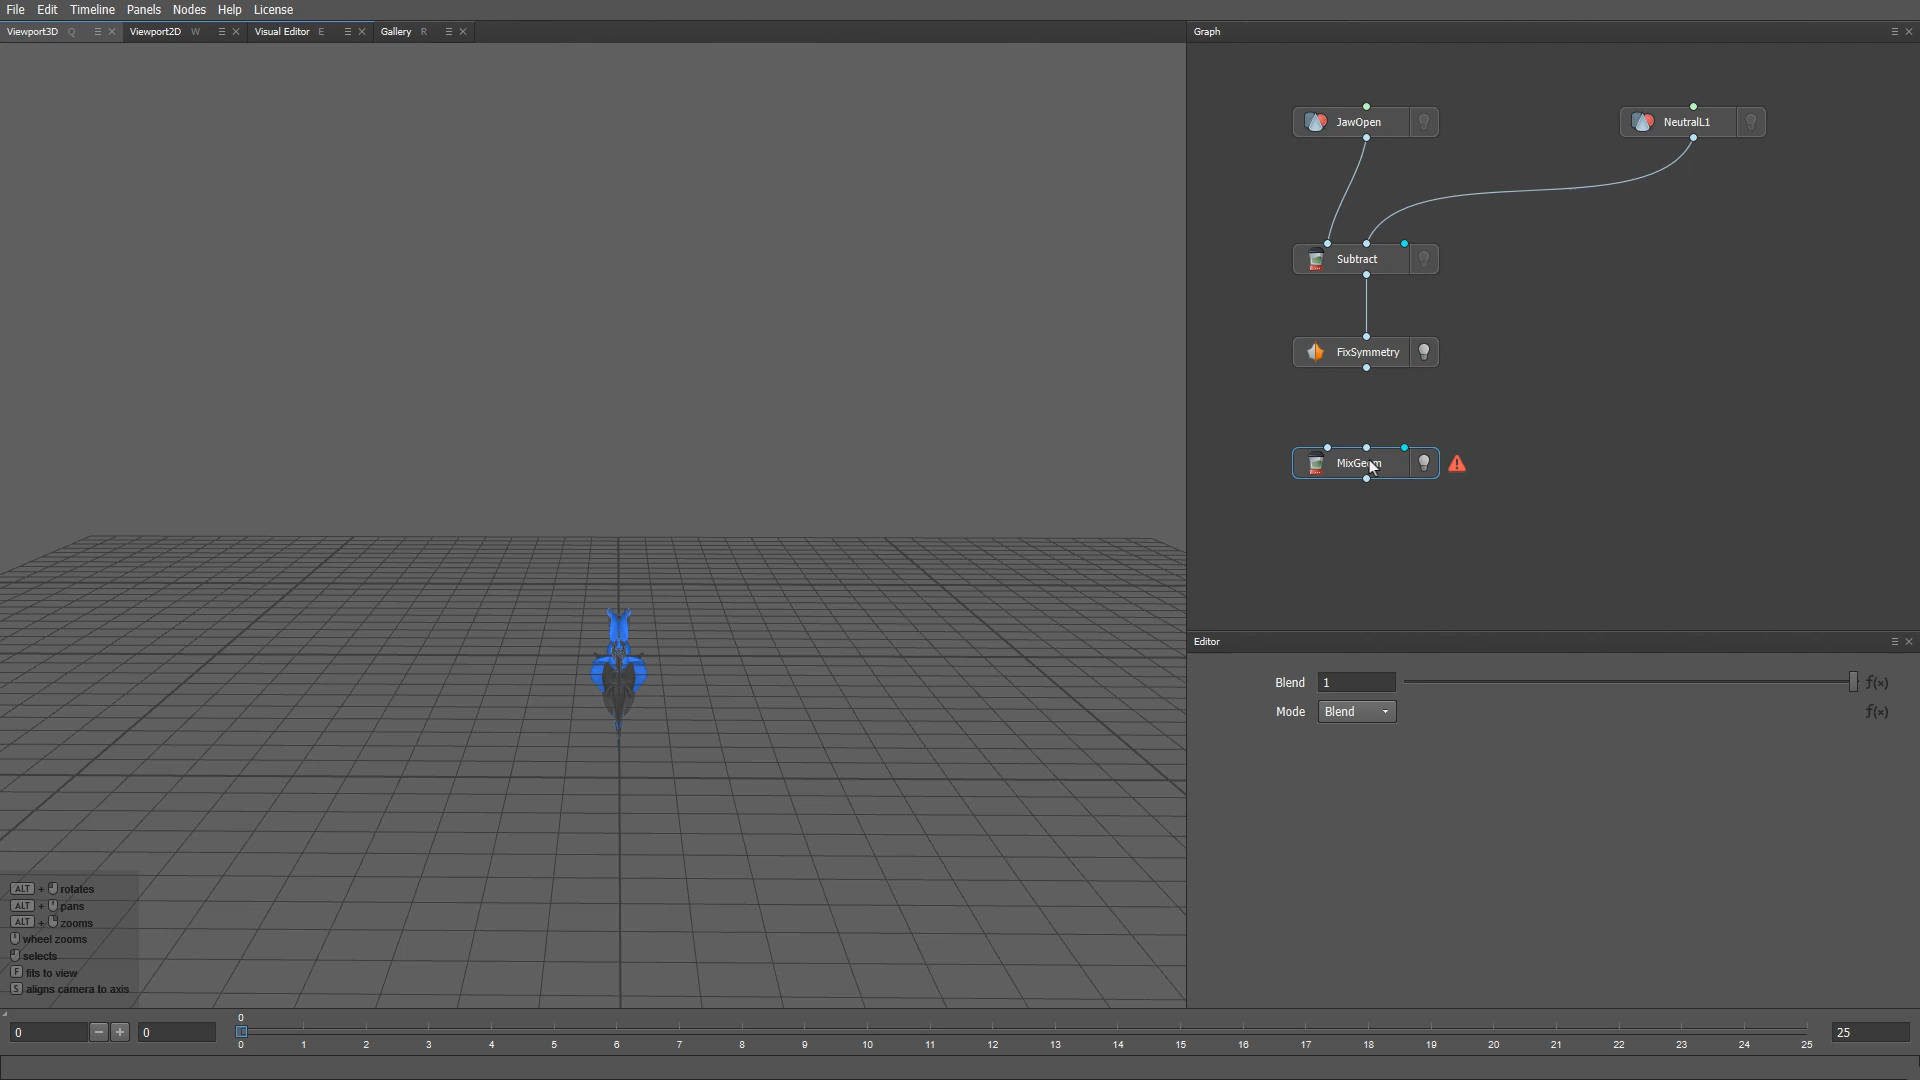 File Edit Timeline Panels Nodes Help License
Viewport3D Q Viewport2D W Visual Editor E Gallery R
Graph
JawOpen
NeutralL1
Subtract
FixSymmetry
MixGeom
Editor
Blend 1 f(x)
Mode Blend f(x)
ALT + rotates
ALT + pans
ALT + zooms
wheel zooms
selects
F fits to view
S aligns camera to axis
0
0 0 25
0 1 2 3 4 5 6 7 8 9 10 11 12 13 14 15 16 17 18 19 20 21 22 23 24 25